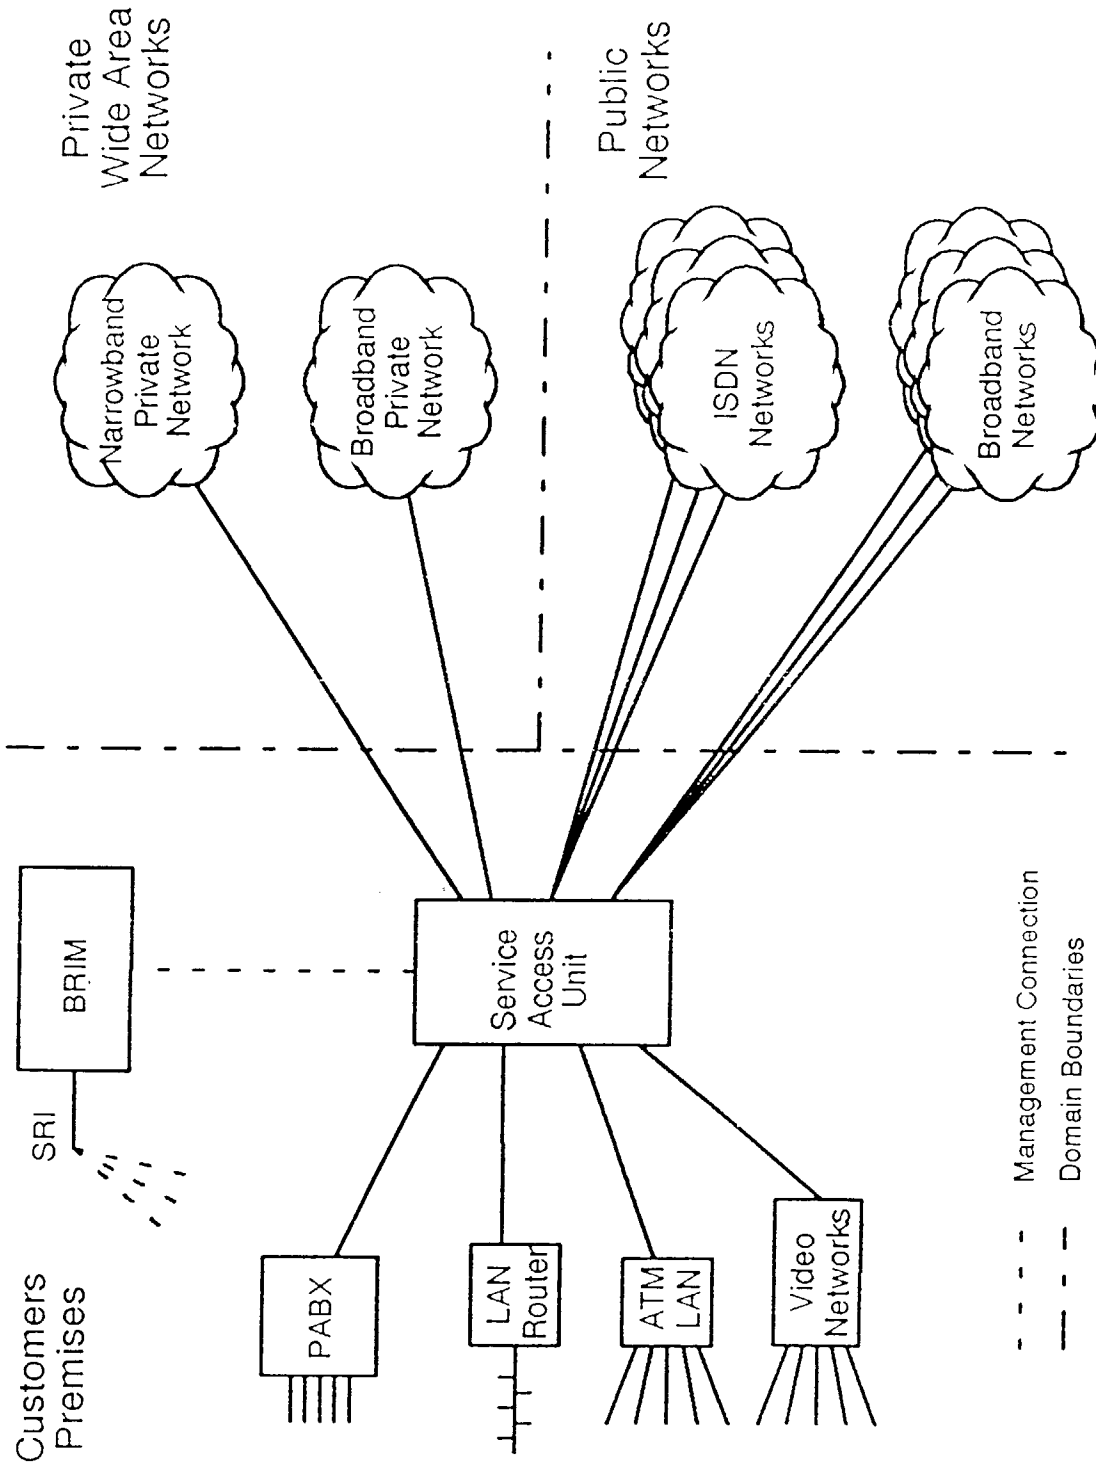 Customers
Premises
SRI
BRIM
PABX
LAN
Router
ATM
LAN
Video
Networks
Service
Access
Unit
Private
Wide Area
Networks
Narrowband
Private
Network
Broadband
Private
Network
Public
Networks
ISDN
Networks
Broadband
Networks
Management Connection
Domain Boundaries